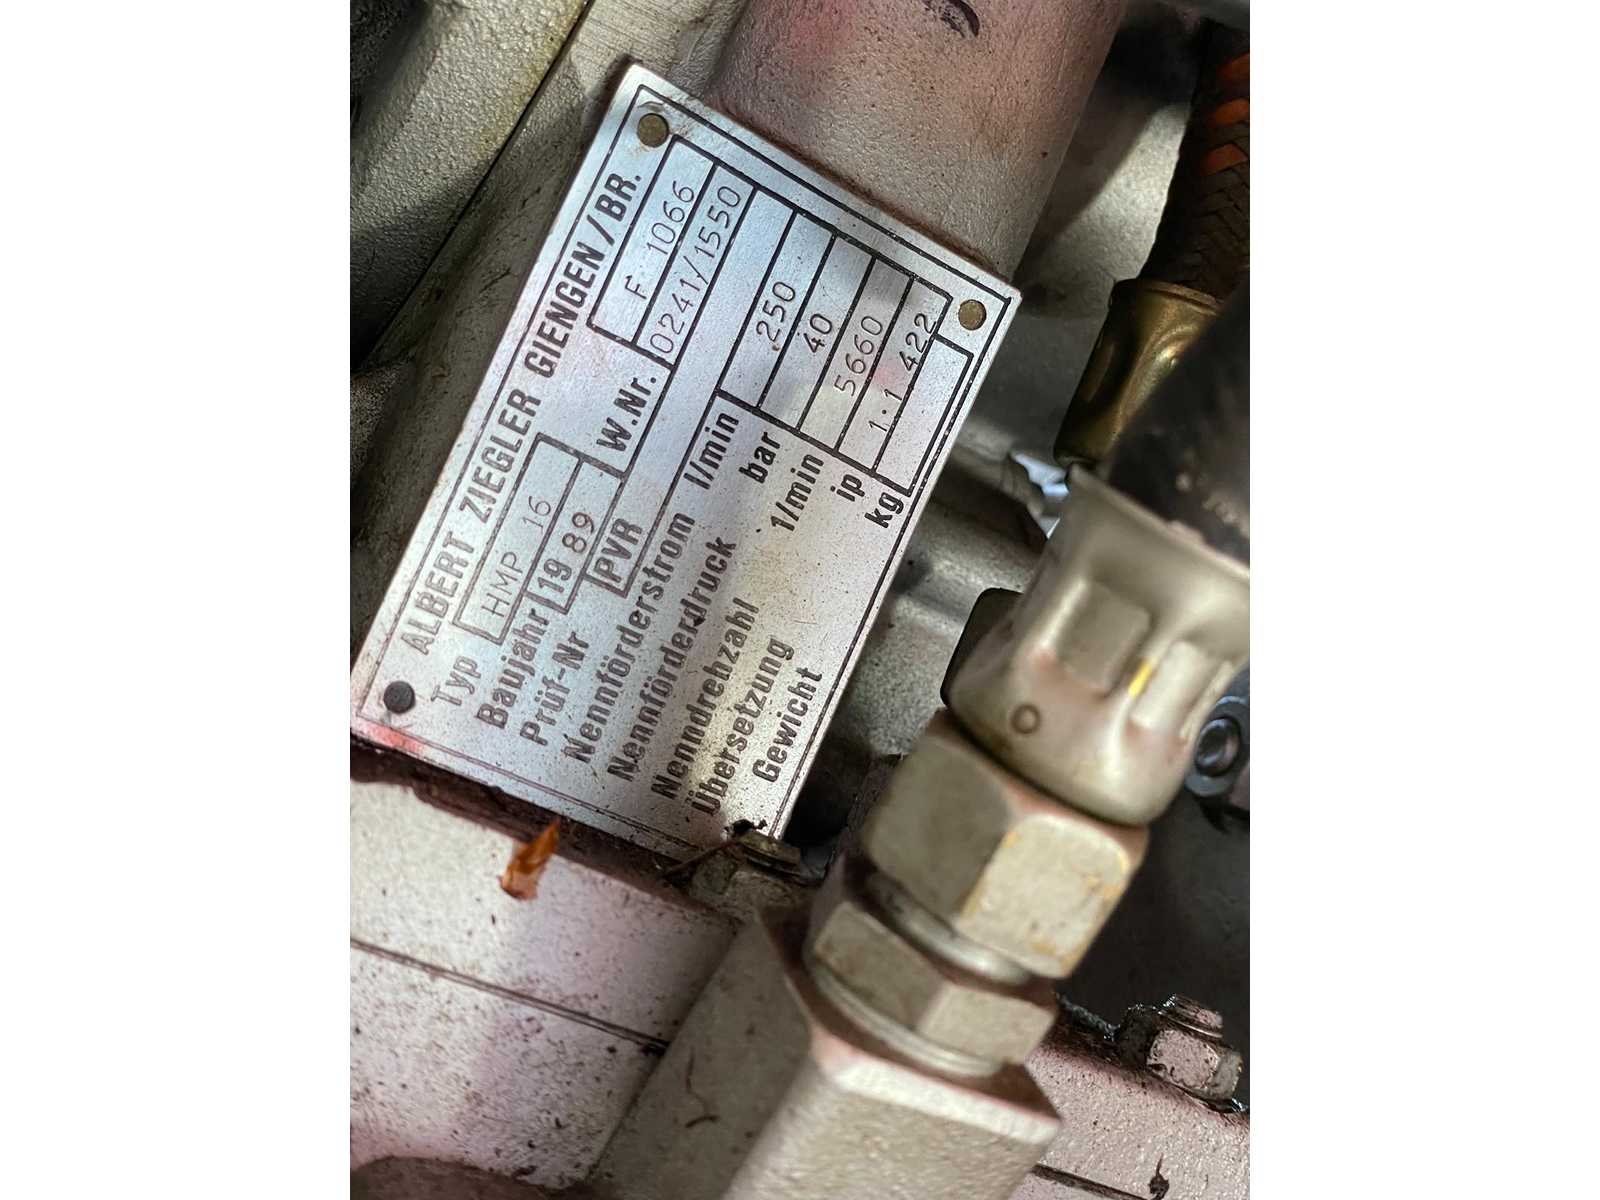 ALBERT ZIEGLER GIENGEN/BR.
Typ HMP 16 F 1066
Baujahr 1989 W.Nr. 0241/1550
Prüf-Nr PVR
Nennförderstrom l/min 250
Nennförderdruck bar 40
Nenndrehzahl 1/min 5660
Übersetzung ip 1:1.422
Gewicht kg